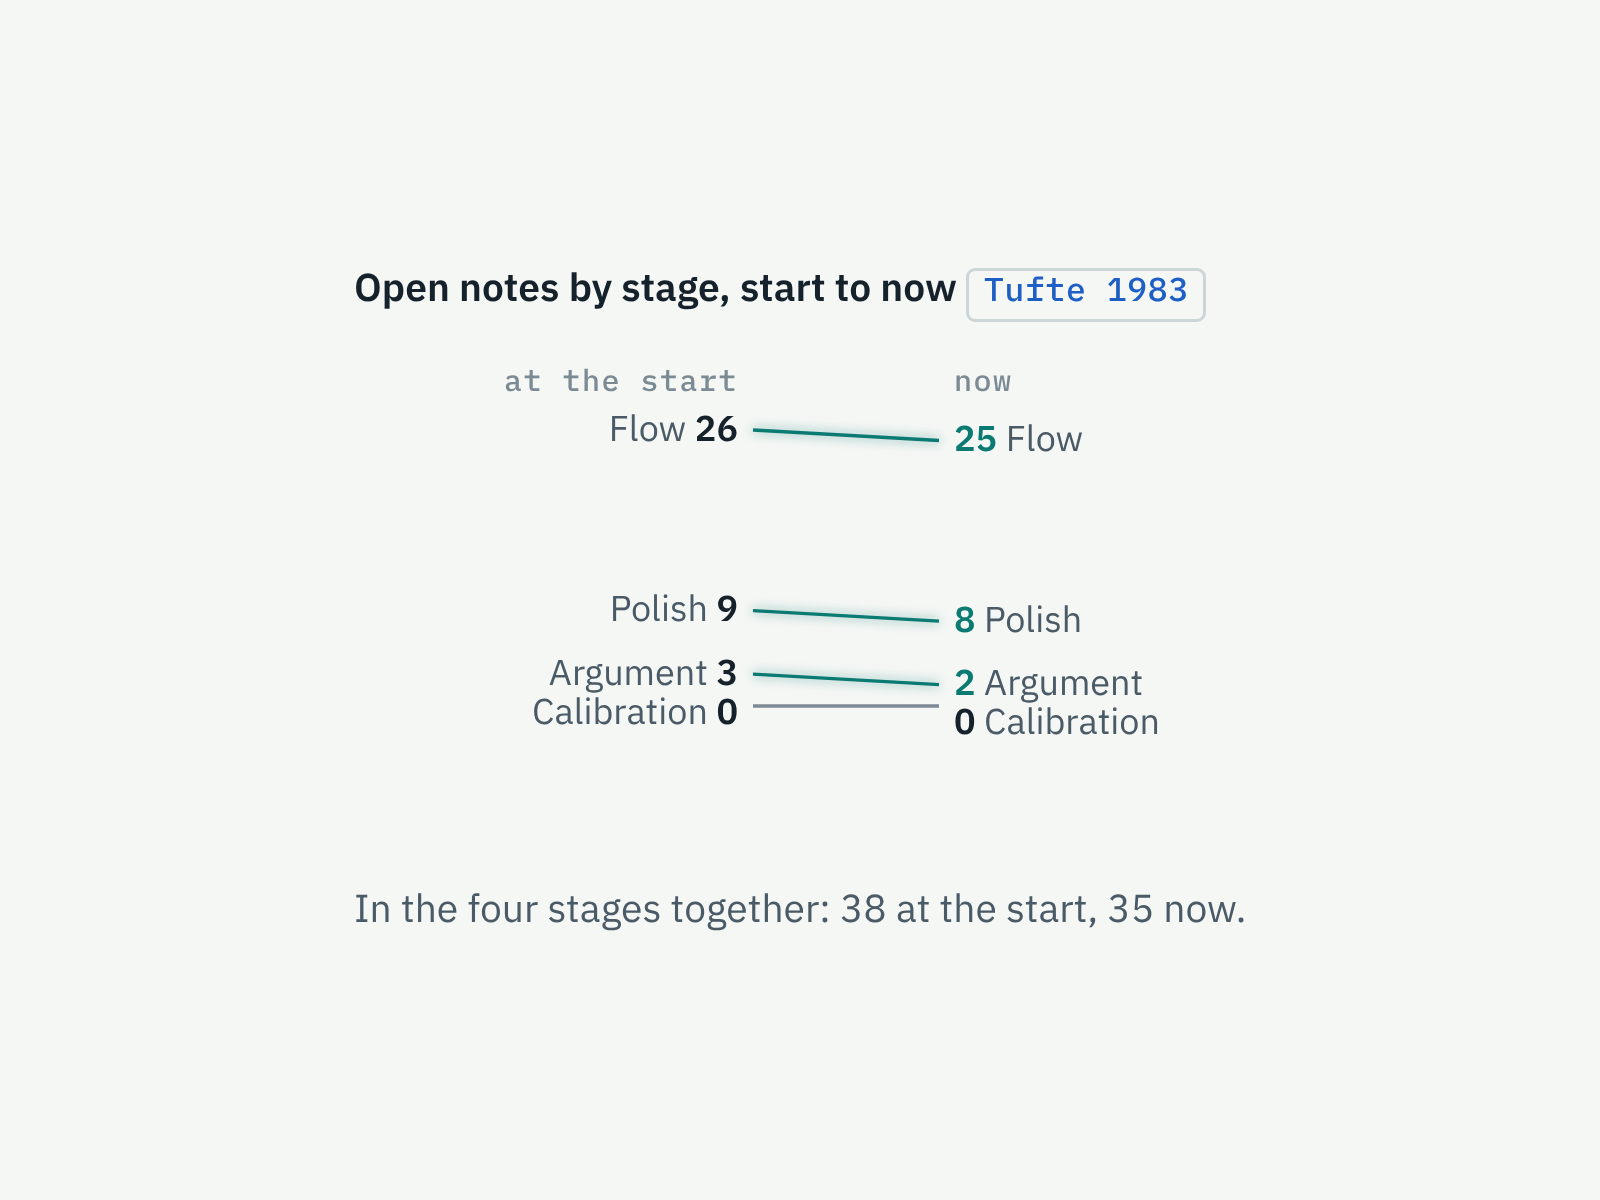 Open notes by stage, start to now Tufte 1983
at the start now
Flow 26 25 Flow
Polish 9 8 Polish
Argument 3 2 Argument
Calibration 0 0 Calibration
In the four stages together: 38 at the start, 35 now.